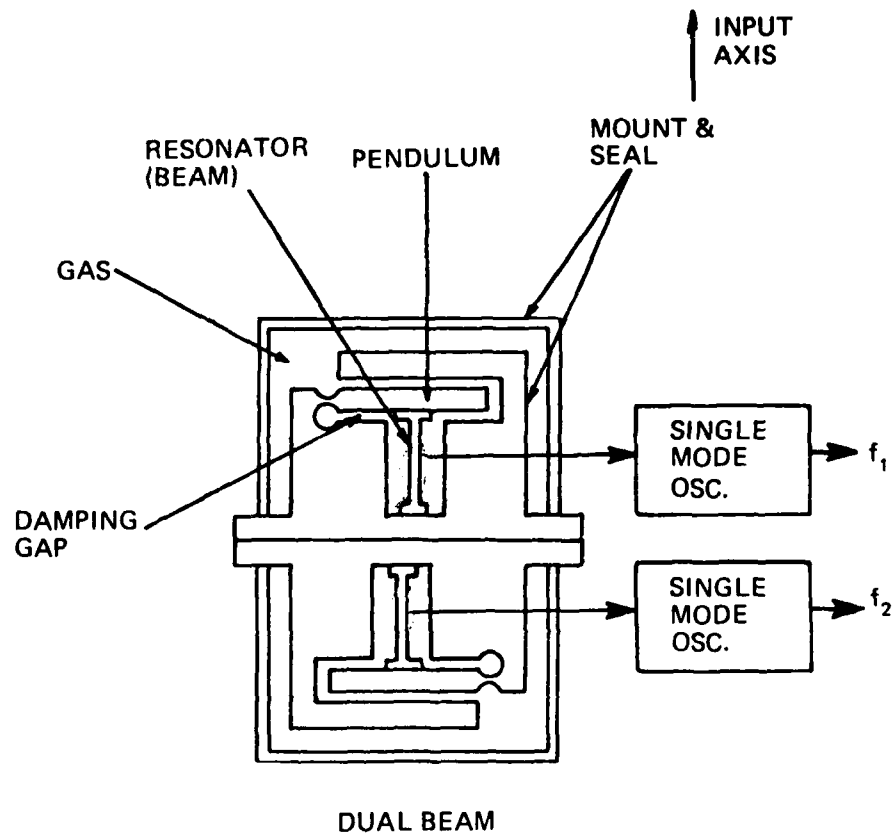 INPUT
AXIS
MOUNT &
SEAL
RESONATOR
(BEAM)
PENDULUM
GAS
SINGLE
MODE
OSC.
f₁
DAMPING
GAP
SINGLE
MODE
OSC.
f₂
DUAL BEAM